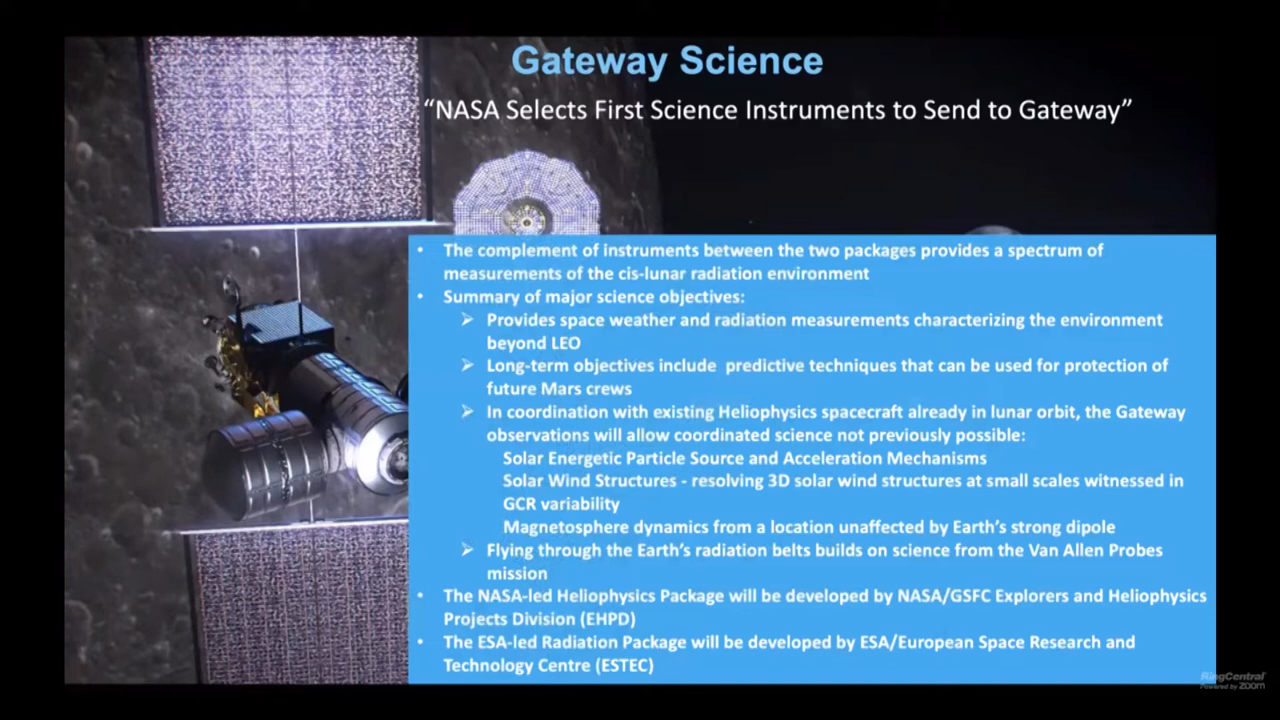 Gateway Science
“NASA Selects First Science Instruments to Send to Gateway”
• The complement of instruments between the two packages provides a spectrum of
measurements of the cis-lunar radiation environment
• Summary of major science objectives:
➢ Provides space weather and radiation measurements characterizing the environment
beyond LEO
➢ Long-term objectives include predictive techniques that can be used for protection of
future Mars crews
➢ In coordination with existing Heliophysics spacecraft already in lunar orbit, the Gateway
observations will allow coordinated science not previously possible:
Solar Energetic Particle Source and Acceleration Mechanisms
Solar Wind Structures - resolving 3D solar wind structures at small scales witnessed in
GCR variability
Magnetosphere dynamics from a location unaffected by Earth’s strong dipole
➢ Flying through the Earth’s radiation belts builds on science from the Van Allen Probes
mission
• The NASA-led Heliophysics Package will be developed by NASA/GSFC Explorers and Heliophysics
Projects Division (EHPD)
• The ESA-led Radiation Package will be developed by ESA/European Space Research and
Technology Centre (ESTEC)
RingCentral
Powered by zoom